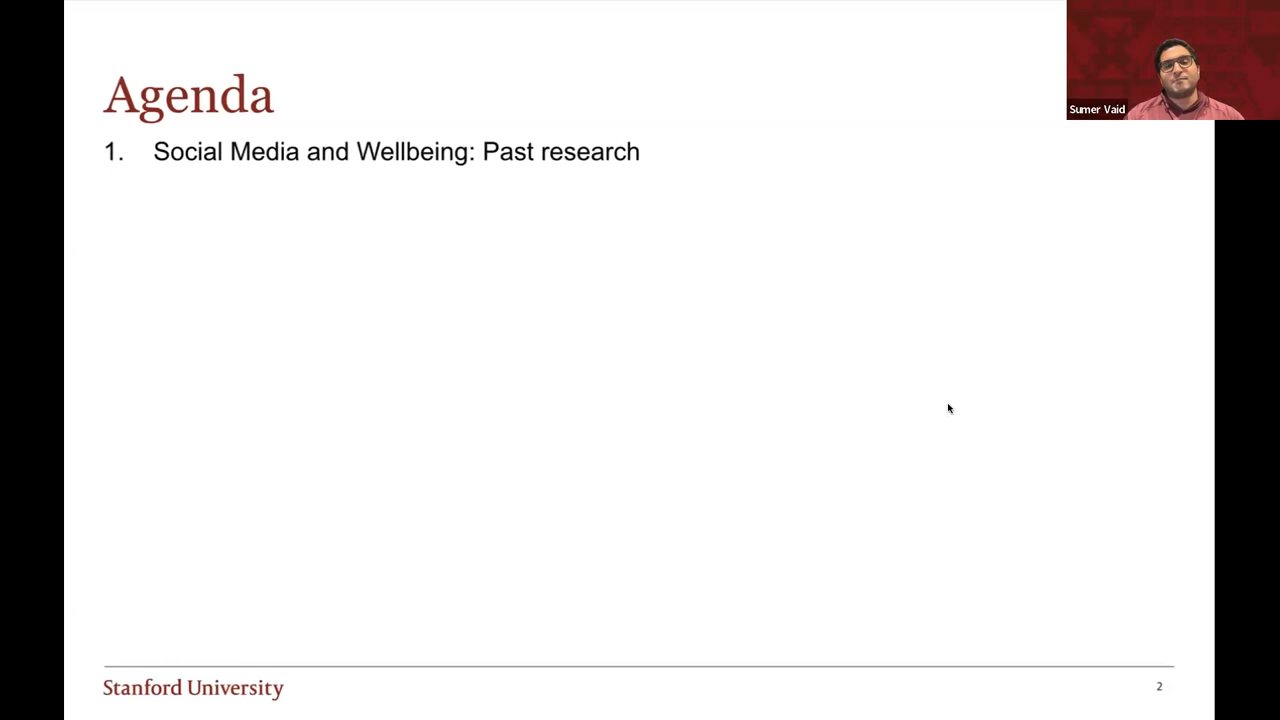 Agenda
1. Social Media and Wellbeing: Past research
Sumer Vaid
Stanford University
2